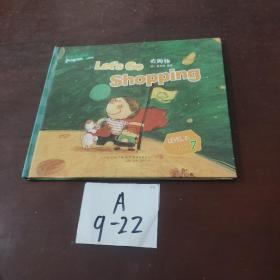 Let's Go
去购物
Shopping
LEVEL
7
A
9-22